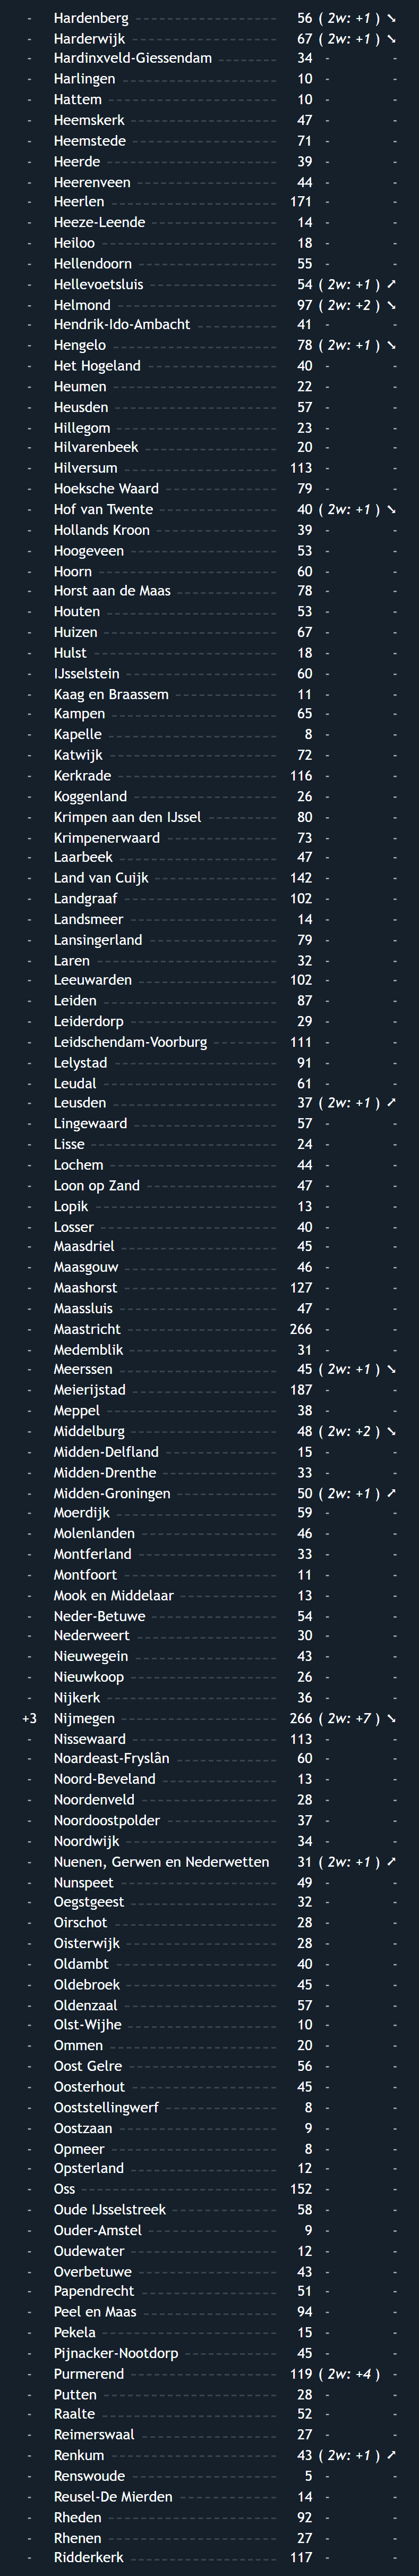 - Hardenberg 56 ( 2w: +1 ) ➘
- Harderwijk 67 ( 2w: +1 ) ➘
- Hardinxveld-Giessendam 34 - -
- Harlingen 10 - -
- Hattem 10 - -
- Heemskerk 47 - -
- Heemstede 71 - -
- Heerde 39 - -
- Heerenveen 44 - -
- Heerlen 171 - -
- Heeze-Leende 14 - -
- Heiloo 18 - -
- Hellendoorn 55 - -
- Hellevoetsluis 54 ( 2w: +1 ) ➚
- Helmond 97 ( 2w: +2 ) ➘
- Hendrik-Ido-Ambacht 41 - -
- Hengelo 78 ( 2w: +1 ) ➘
- Het Hogeland 40 - -
- Heumen 22 - -
- Heusden 57 - -
- Hillegom 23 - -
- Hilvarenbeek 20 - -
- Hilversum 113 - -
- Hoeksche Waard 79 - -
- Hof van Twente 40 ( 2w: +1 ) ➘
- Hollands Kroon 39 - -
- Hoogeveen 53 - -
- Hoorn 60 - -
- Horst aan de Maas 78 - -
- Houten 53 - -
- Huizen 67 - -
- Hulst 18 - -
- IJsselstein 60 - -
- Kaag en Braassem 11 - -
- Kampen 65 - -
- Kapelle 8 - -
- Katwijk 72 - -
- Kerkrade 116 - -
- Koggenland 26 - -
- Krimpen aan den IJssel 80 - -
- Krimpenerwaard 73 - -
- Laarbeek 47 - -
- Land van Cuijk 142 - -
- Landgraaf 102 - -
- Landsmeer 14 - -
- Lansingerland 79 - -
- Laren 32 - -
- Leeuwarden 102 - -
- Leiden 87 - -
- Leiderdorp 29 - -
- Leidschendam-Voorburg 111 - -
- Lelystad 91 - -
- Leudal 61 - -
- Leusden 37 ( 2w: +1 ) ➚
- Lingewaard 57 - -
- Lisse 24 - -
- Lochem 44 - -
- Loon op Zand 47 - -
- Lopik 13 - -
- Losser 40 - -
- Maasdriel 45 - -
- Maasgouw 46 - -
- Maashorst 127 - -
- Maassluis 47 - -
- Maastricht 266 - -
- Medemblik 31 - -
- Meerssen 45 ( 2w: +1 ) ➘
- Meierijstad 187 - -
- Meppel 38 - -
- Middelburg 48 ( 2w: +2 ) ➘
- Midden-Delfland 15 - -
- Midden-Drenthe 33 - -
- Midden-Groningen 50 ( 2w: +1 ) ➚
- Moerdijk 59 - -
- Molenlanden 46 - -
- Montferland 33 - -
- Montfoort 11 - -
- Mook en Middelaar 13 - -
- Neder-Betuwe 54 - -
- Nederweert 30 - -
- Nieuwegein 43 - -
- Nieuwkoop 26 - -
- Nijkerk 36 - -
+3 Nijmegen 266 ( 2w: +7 ) ➘
- Nissewaard 113 - -
- Noardeast-Fryslân 60 - -
- Noord-Beveland 13 - -
- Noordenveld 28 - -
- Noordoostpolder 37 - -
- Noordwijk 34 - -
- Nuenen, Gerwen en Nederwetten 31 ( 2w: +1 ) ➚
- Nunspeet 49 - -
- Oegstgeest 32 - -
- Oirschot 28 - -
- Oisterwijk 28 - -
- Oldambt 40 - -
- Oldebroek 45 - -
- Oldenzaal 57 - -
- Olst-Wijhe 10 - -
- Ommen 20 - -
- Oost Gelre 56 - -
- Oosterhout 45 - -
- Ooststellingwerf 8 - -
- Oostzaan 9 - -
- Opmeer 8 - -
- Opsterland 12 - -
- Oss 152 - -
- Oude IJsselstreek 58 - -
- Ouder-Amstel 9 - -
- Oudewater 12 - -
- Overbetuwe 43 - -
- Papendrecht 51 - -
- Peel en Maas 94 - -
- Pekela 15 - -
- Pijnacker-Nootdorp 45 - -
- Purmerend 119 ( 2w: +4 ) -
- Putten 28 - -
- Raalte 52 - -
- Reimerswaal 27 - -
- Renkum 43 ( 2w: +1 ) ➚
- Renswoude 5 - -
- Reusel-De Mierden 14 - -
- Rheden 92 - -
- Rhenen 27 - -
- Ridderkerk 117 - -